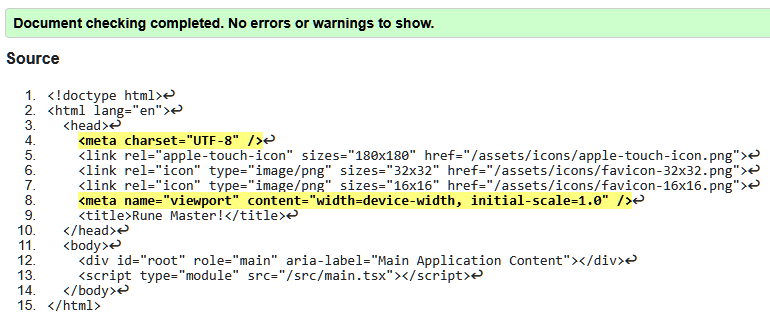 Document checking completed. No errors or warnings to show.
Source
1. <!doctype html>↩
2. <html lang="en">↩
3. <head>↩
4. <meta charset="UTF-8" />↩
5. <link rel="apple-touch-icon" sizes="180x180" href="/assets/icons/apple-touch-icon.png">↩
6. <link rel="icon" type="image/png" sizes="32x32" href="/assets/icons/favicon-32x32.png">↩
7. <link rel="icon" type="image/png" sizes="16x16" href="/assets/icons/favicon-16x16.png">↩
8. <meta name="viewport" content="width=device-width, initial-scale=1.0" />↩
9. <title>Rune Master!</title>↩
10. </head>↩
11. <body>↩
12. <div id="root" role="main" aria-label="Main Application Content"></div>↩
13. <script type="module" src="/src/main.tsx"></script>↩
14. </body>↩
15. </html>